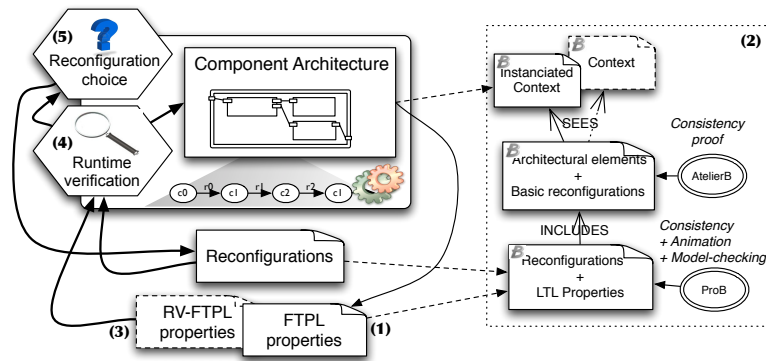 (5)
?
Reconfiguration
choice
(4)
Runtime
verification
Component Architecture
c0 r0 c1 r1 c2 r2 c1
Reconfigurations
(3)
RV-FTPL
properties
FTPL
properties
(1)
(2)
B
Instanciated
Context
B
Context
SEES
B
Architectural elements
+
Basic reconfigurations
Consistency
proof
AtelierB
INCLUDES
B
Reconfigurations
+
LTL Properties
Consistency
+ Animation
+ Model-checking
ProB